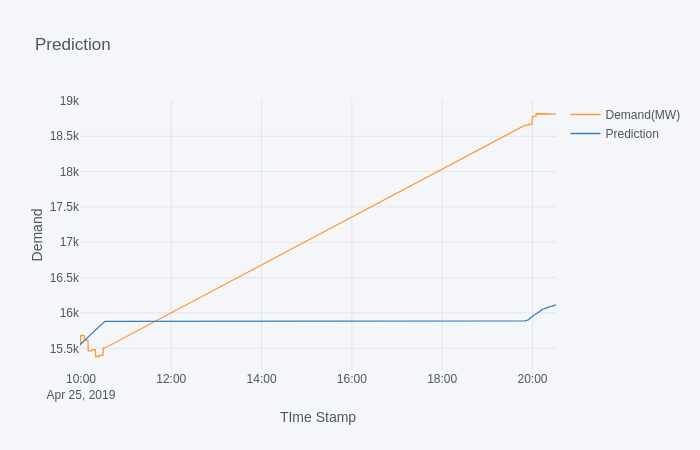 Prediction
19k
18.5k
18k
17.5k
17k
16.5k
16k
15.5k
Demand
10:00
12:00
14:00
16:00
18:00
20:00
Apr 25, 2019
TIme Stamp
Demand(MW)
Prediction